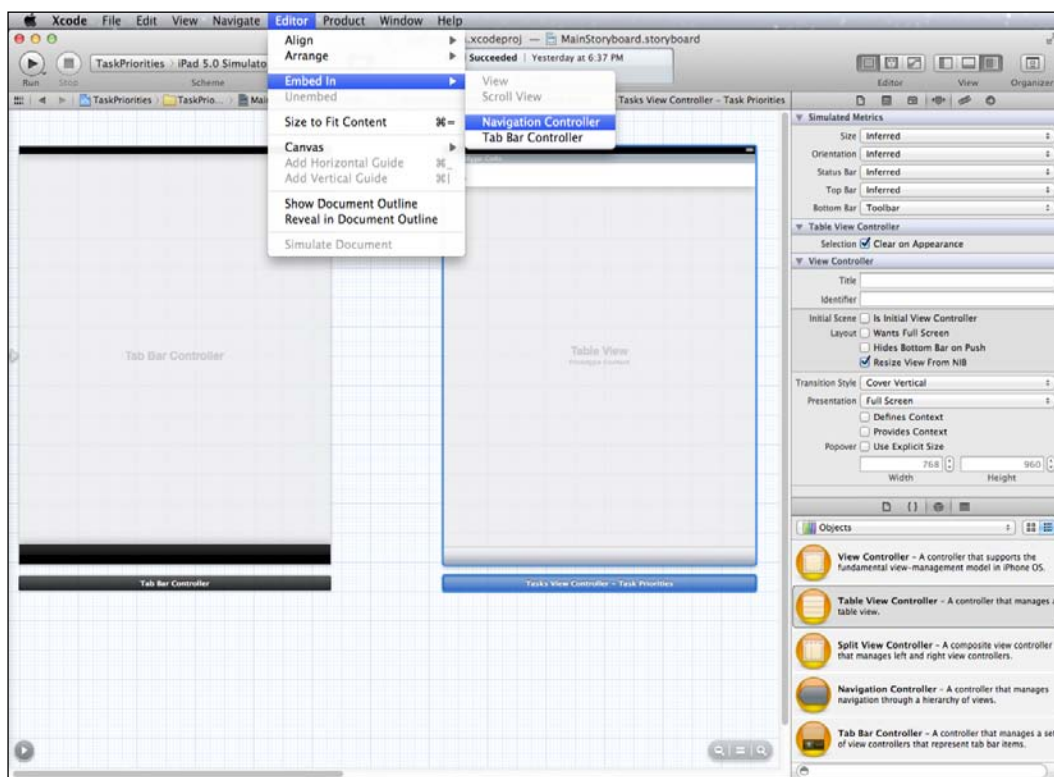 Xcode File Edit View Navigate Editor Product Window Help
.xcodeproj — MainStoryboard.storyboard
TaskPriorities iPad 5.0 Simulato
Succeeded Yesterday at 6:37 PM
Run Stop Scheme Editor View Organizer
TaskPriorities TaskPrio... Mai
Tasks View Controller – Task Priorities
Align
Arrange
Embed In
Unembed
Size to Fit Content ⌘=
Canvas
Add Horizontal Guide ⌘_
Add Vertical Guide ⌘|
Show Document Outline
Reveal in Document Outline
Simulate Document
View
Scroll View
Navigation Controller
Tab Bar Controller
Tab Bar Controller
Table View
Prototype Content
Tab Bar Controller
Tasks View Controller – Task Priorities
Simulated Metrics
Size Inferred
Orientation Inferred
Status Bar Inferred
Top Bar Inferred
Bottom Bar Toolbar
Table View Controller
Selection Clear on Appearance
View Controller
Title
Identifier
Initial Scene Is Initial View Controller
Layout Wants Full Screen
Hides Bottom Bar on Push
Resize View From NIB
Transition Style Cover Vertical
Presentation Full Screen
Defines Context
Provides Context
Popover Use Explicit Size
768 960
Width Height
Objects
View Controller – A controller that supports the
fundamental view-management model in iPhone OS.
Table View Controller – A controller that manages a
table view.
Split View Controller – A composite view controller
that manages left and right view controllers.
Navigation Controller – A controller that manages
navigation through a hierarchy of views.
Tab Bar Controller – A controller that manages a set
of view controllers that represent tab bar items.